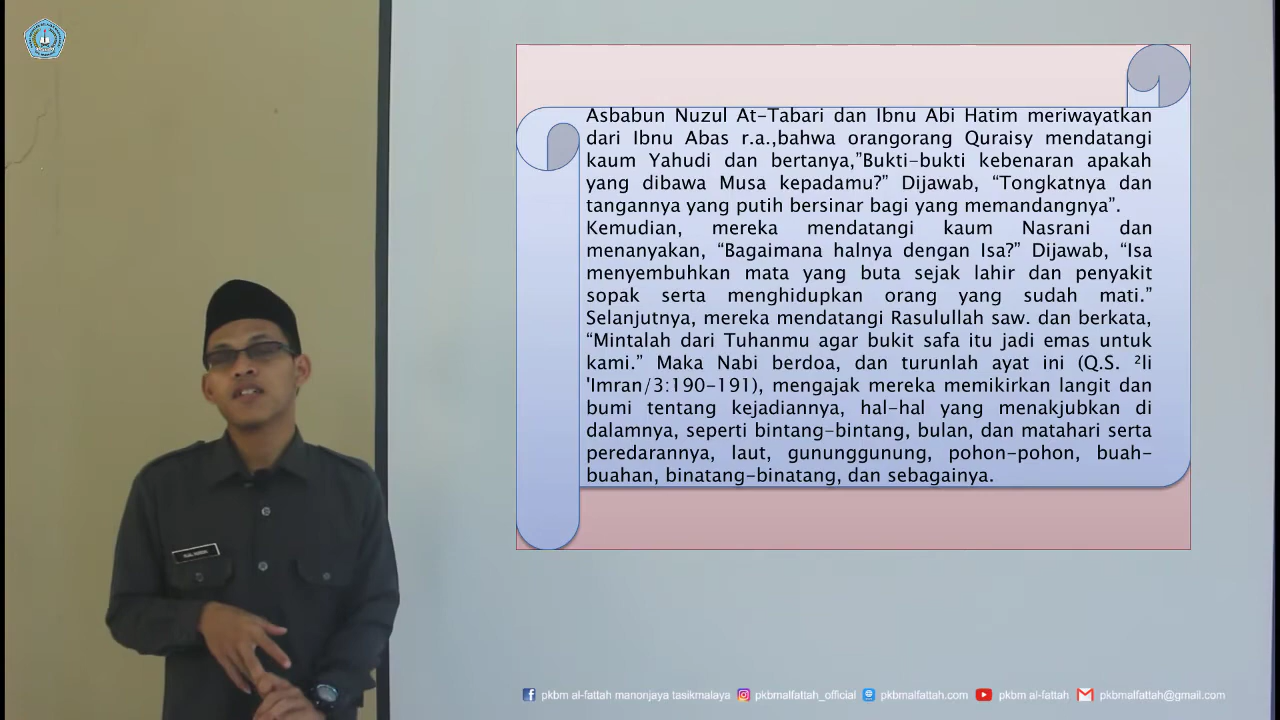 Asbabun Nuzul At-Tabari dan Ibnu Abi Hatim meriwayatkan
dari Ibnu Abas r.a.,bahwa orangorang Quraisy mendatangi
kaum Yahudi dan bertanya,”Bukti-bukti kebenaran apakah
yang dibawa Musa kepadamu?” Dijawab, “Tongkatnya dan
tangannya yang putih bersinar bagi yang memandangnya”.
Kemudian, mereka mendatangi kaum Nasrani dan
menanyakan, “Bagaimana halnya dengan Isa?” Dijawab, “Isa
menyembuhkan mata yang buta sejak lahir dan penyakit
sopak serta menghidupkan orang yang sudah mati.”
Selanjutnya, mereka mendatangi Rasulullah saw. dan berkata,
“Mintalah dari Tuhanmu agar bukit safa itu jadi emas untuk
kami.” Maka Nabi berdoa, dan turunlah ayat ini (Q.S. ²li
'Imran/3:190-191), mengajak mereka memikirkan langit dan
bumi tentang kejadiannya, hal-hal yang menakjubkan di
dalamnya, seperti bintang-bintang, bulan, dan matahari serta
peredarannya, laut, gununggunung, pohon-pohon, buah-
buahan, binatang-binatang, dan sebagainya.
pkbm al-fattah manonjaya tasikmalaya pkbmalfattah_official pkbmalfattah.com pkbm al-fattah pkbmalfattah@gmail.com